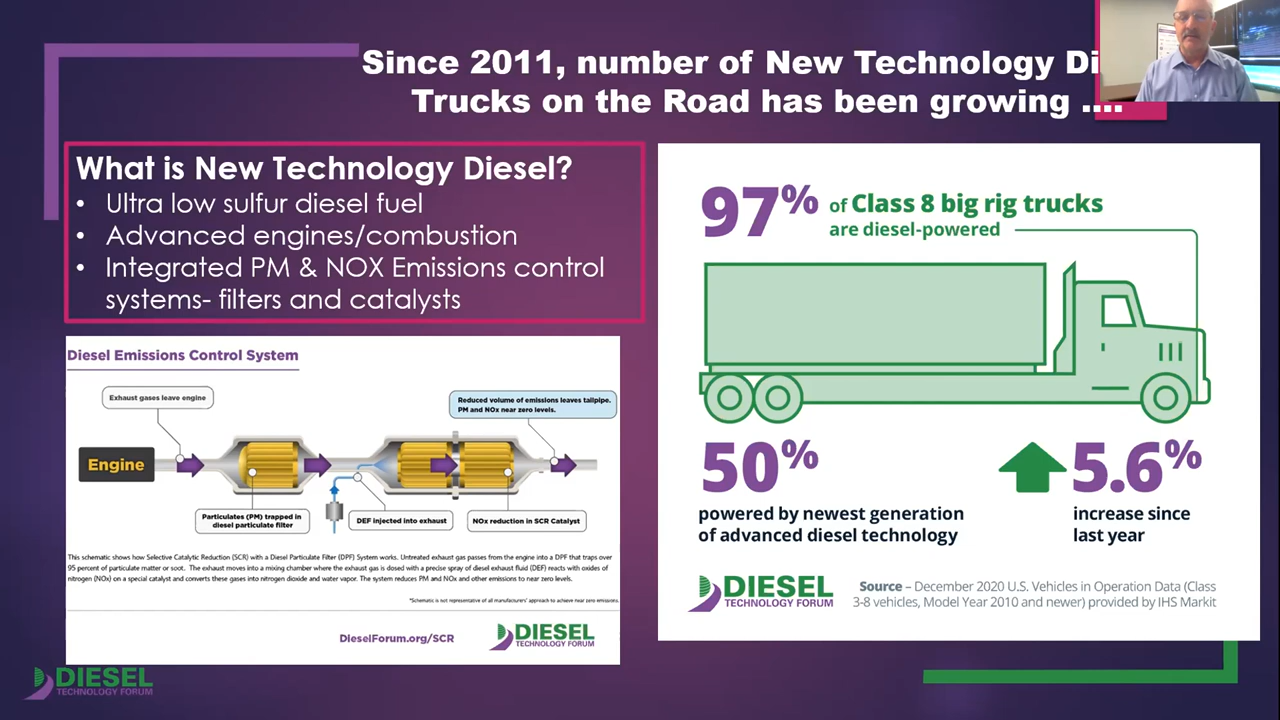 Since 2011, number of New Technology
Trucks on the Road has been growing ....
What is New Technology Diesel?
• Ultra low sulfur diesel fuel
• Advanced engines/combustion
• Integrated PM & NOX Emissions control
systems- filters and catalysts
Diesel Emissions Control System
Exhaust gases leave engine
Reduced volume of emissions leaves tailpipe.
PM and NOx near zero levels.
Engine
Particulates (PM) trapped in
diesel particulate filter
DEF injected into exhaust
NOx reduction in SCR Catalyst
This schematic shows how Selective Catalytic Reduction (SCR) with a Diesel Particulate Filter (DPF) System works. Untreated exhaust gas passes from the engine into a DPF that traps over
95 percent of particulate matter or soot. The exhaust moves into a mixing chamber where the exhaust gas is dosed with a precise spray of diesel exhaust fluid (DEF) reacts with oxides of
nitrogen (NOx) on a special catalyst and converts these gases into nitrogen dioxide and water vapor. The system reduces PM and NOx and other emissions to near zero levels.
*Schematic is not representative of all manufacturers' approach to achieve near zero emissions.
DieselForum.org/SCR
DIESEL
TECHNOLOGY FORUM
97%
of Class 8 big rig trucks
are diesel-powered
50%
powered by newest generation
of advanced diesel technology
5.6%
increase since
last year
DIESEL
TECHNOLOGY FORUM
Source – December 2020 U.S. Vehicles in Operation Data (Class
3-8 vehicles, Model Year 2010 and newer) provided by IHS Markit
DIESEL
TECHNOLOGY FORUM